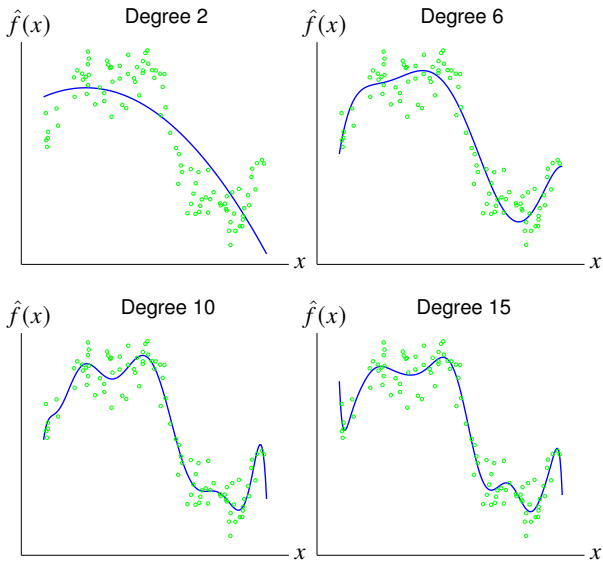 Degree 2
f̂(x)
x
Degree 6
f̂(x)
x
Degree 10
f̂(x)
x
Degree 15
f̂(x)
x